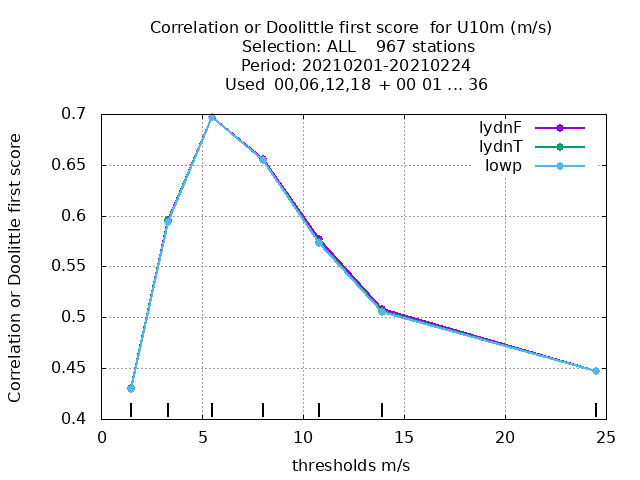 Correlation or Doolittle first score  for U10m (m/s)
Selection: ALL    967 stations
Period: 20210201-20210224
Used  00,06,12,18  + 00 01 ... 36
Correlation or Doolittle first score
0.7
0.65
0.6
0.55
0.5
0.45
0.4
lydnF
lydnT
lowp
0 5 10 15 20 25
thresholds m/s